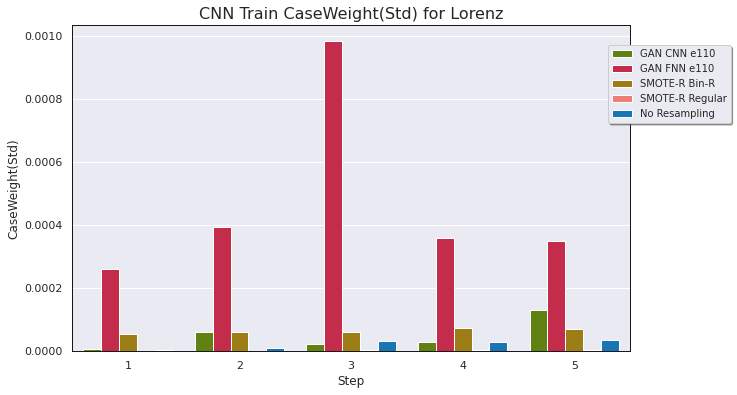 CNN Train CaseWeight(Std) for Lorenz
0.0010
0.0008
0.0006
0.0004
0.0002
0.0000
CaseWeight(Std)
1 2 3 4 5
Step
GAN CNN e110
GAN FNN e110
SMOTE-R Bin-R
SMOTE-R Regular
No Resampling